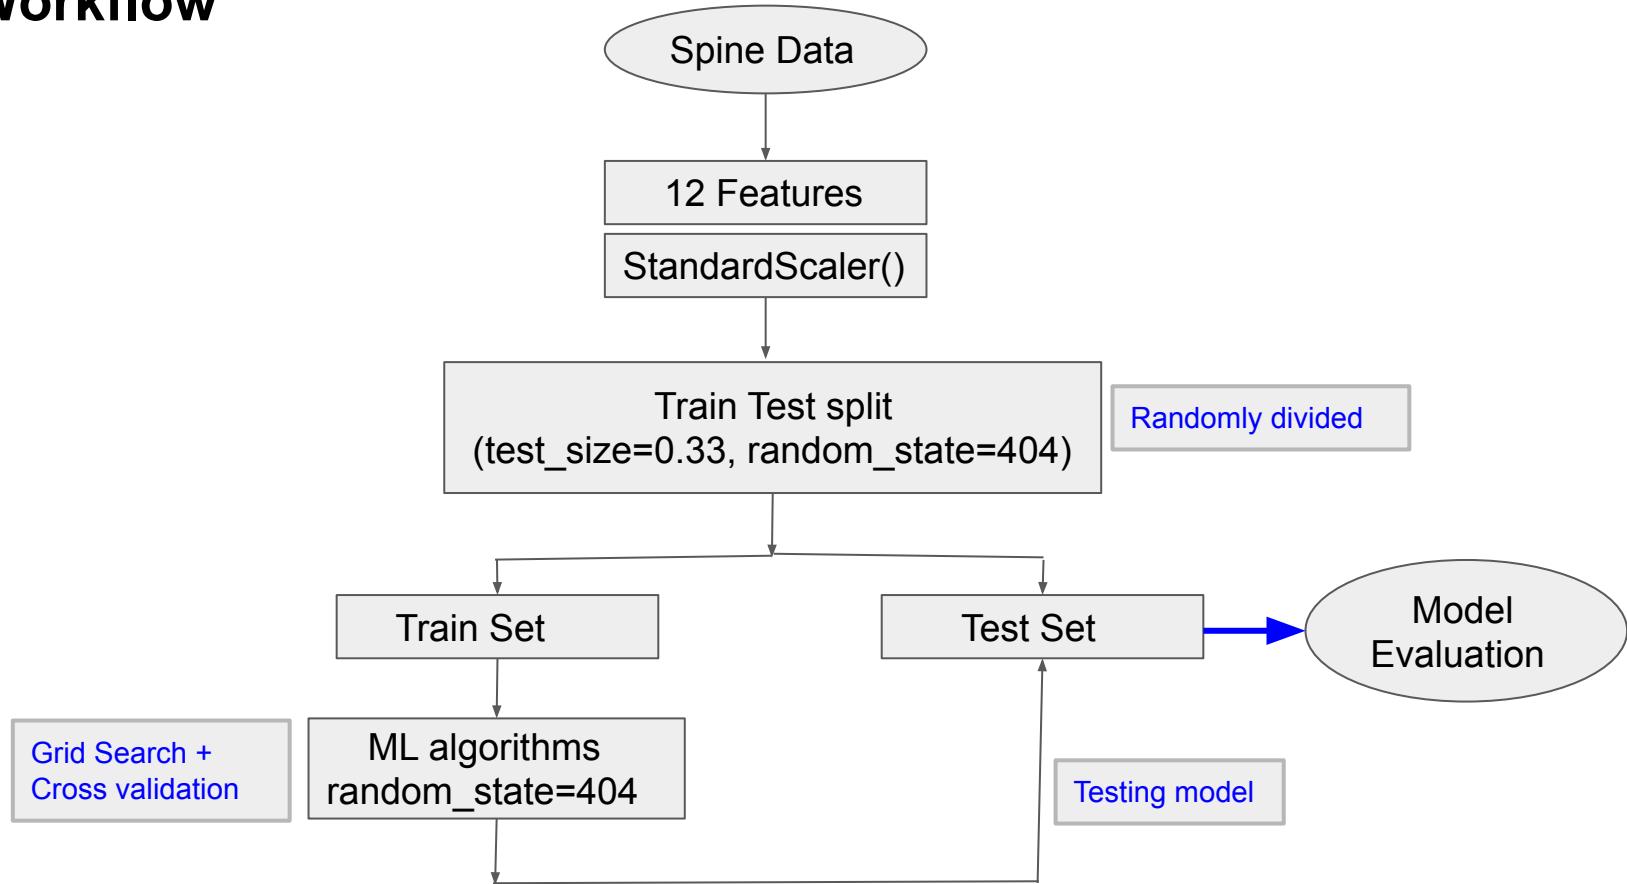 Workflow
Spine Data
12 Features
StandardScaler()
Train Test split
(test_size=0.33, random_state=404)
Randomly divided
Train Set
Test Set
Model
Evaluation
Grid Search +
Cross validation
ML algorithms
random_state=404
Testing model